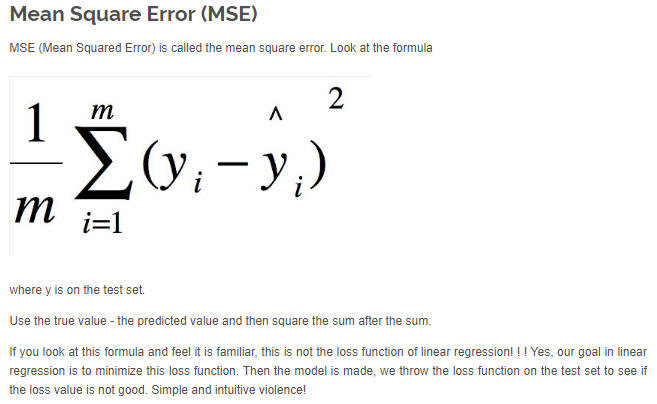 Mean Square Error (MSE)
MSE (Mean Squared Error) is called the mean square error. Look at the formula
1/m m∑i=1 (yᵢ − ŷᵢ)²
where y is on the test set.
Use the true value - the predicted value and then square the sum after the sum.
If you look at this formula and feel it is familiar, this is not the loss function of linear regression! ! ! Yes, our goal in linear
regression is to minimize this loss function. Then the model is made, we throw the loss function on the test set to see if
the loss value is not good. Simple and intuitive violence!